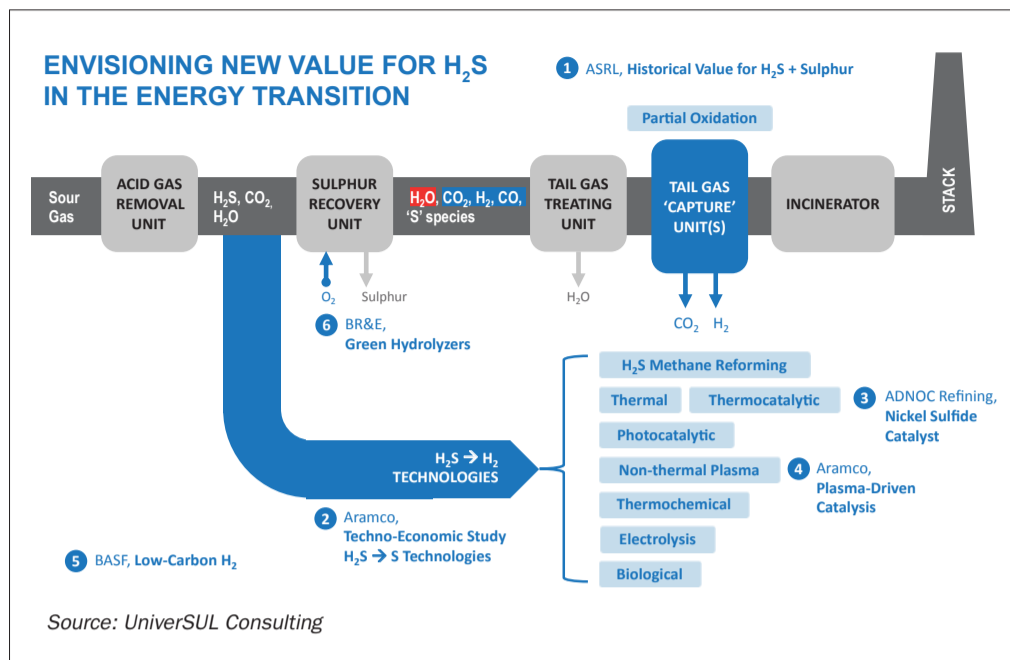 ENVISIONING NEW VALUE FOR H₂S
IN THE ENERGY TRANSITION
1 ASRL, Historical Value for H₂S + Sulphur
Partial Oxidation
Sour
Gas
ACID GAS
REMOVAL
UNIT
H₂S, CO₂,
H₂O
SULPHUR
RECOVERY
UNIT
H₂O, CO₂, H₂, CO,
‘S’ species
TAIL GAS
TREATING
UNIT
TAIL GAS
‘CAPTURE’
UNIT(S)
INCINERATOR
STACK
O₂
Sulphur
H₂O
CO₂
H₂
6 BR&E,
Green Hydrolyzers
H₂S → H₂
TECHNOLOGIES
H₂S Methane Reforming
Thermal
Thermocatalytic
3 ADNOC Refining,
Nickel Sulfide
Catalyst
Photocatalytic
Non-thermal Plasma
4 Aramco,
Plasma-Driven
Catalysis
Thermochemical
Electrolysis
Biological
2 Aramco,
Techno-Economic Study
H₂S → S Technologies
5 BASF, Low-Carbon H₂
Source: UniverSUL Consulting